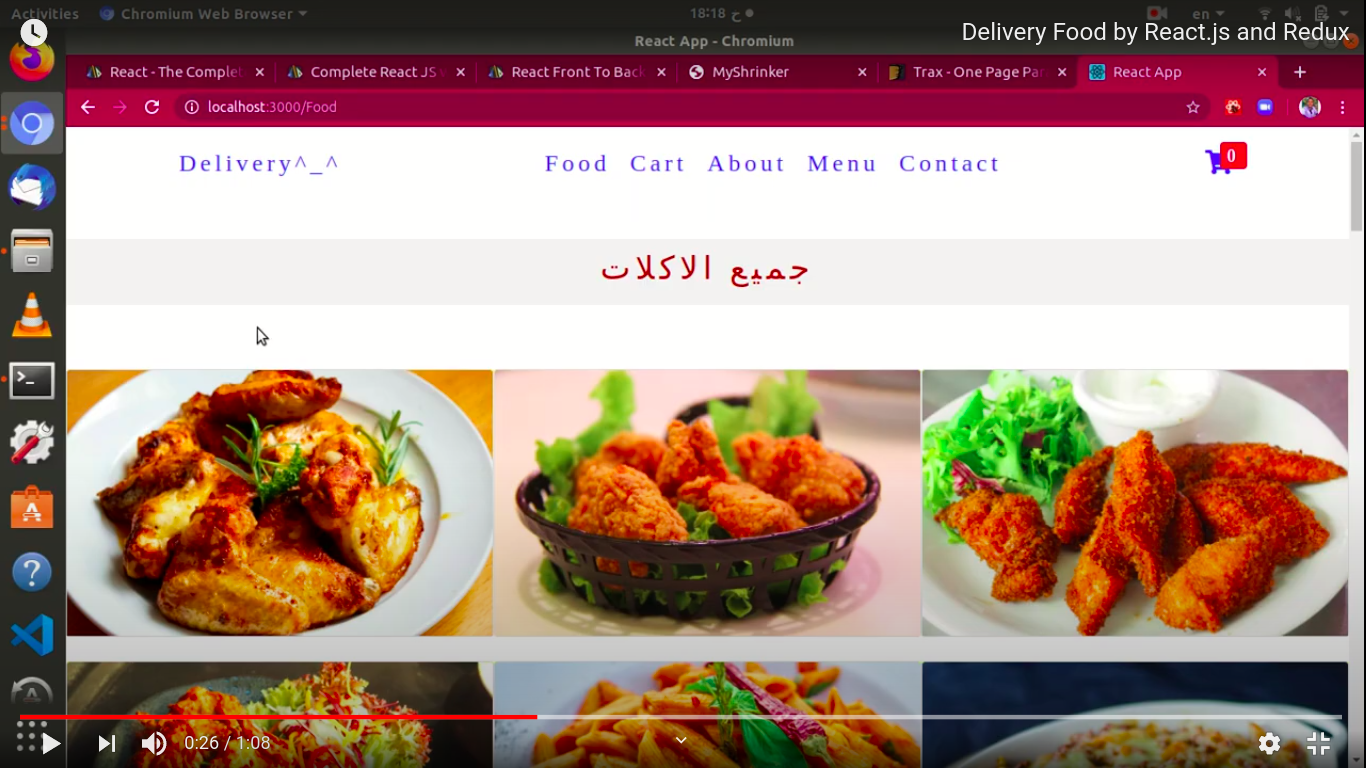 Activities
Chromium Web Browser
18:18 ح
en
Delivery Food by React.js and Redux
React App - Chromium
React - The Complet
Complete React JS
React Front To Back
MyShrinker
Trax - One Page Par
React App
localhost:3000/Food
Delivery^_^
Food Cart About Menu Contact
0
جميع الاكلات
0:26 / 1:08